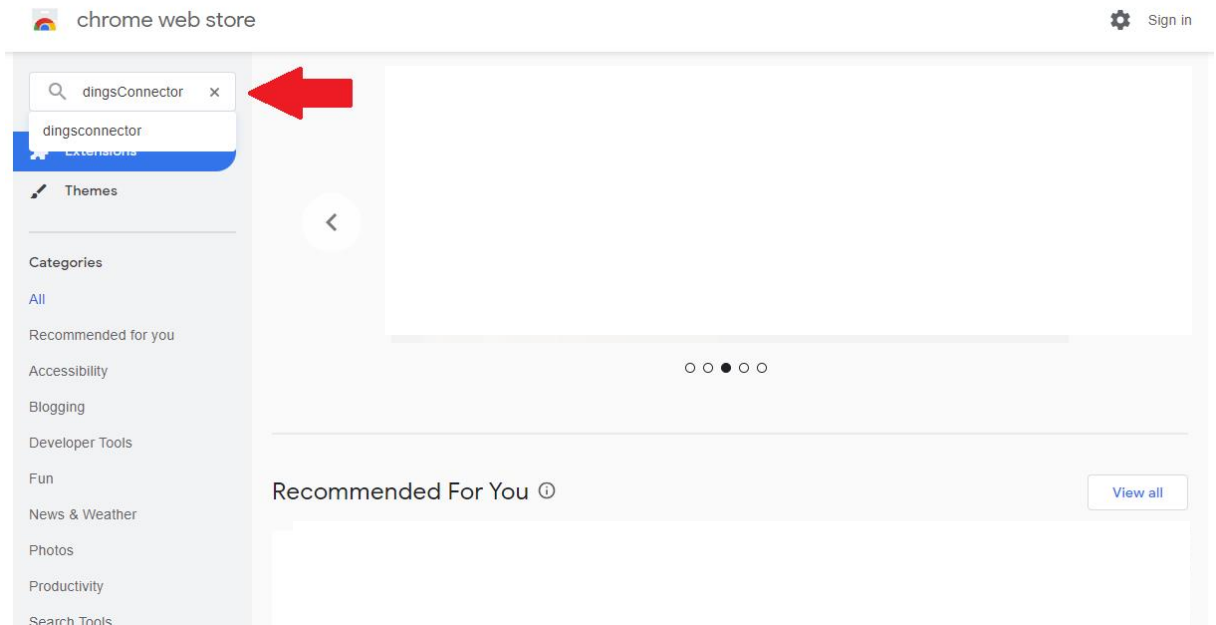 chrome web store
Sign in
dingsConnector
dingsconnector
Extensions
Themes
Categories
All
Recommended for you
Accessibility
Blogging
Developer Tools
Fun
News & Weather
Photos
Productivity
Search Tools
Recommended For You
View all